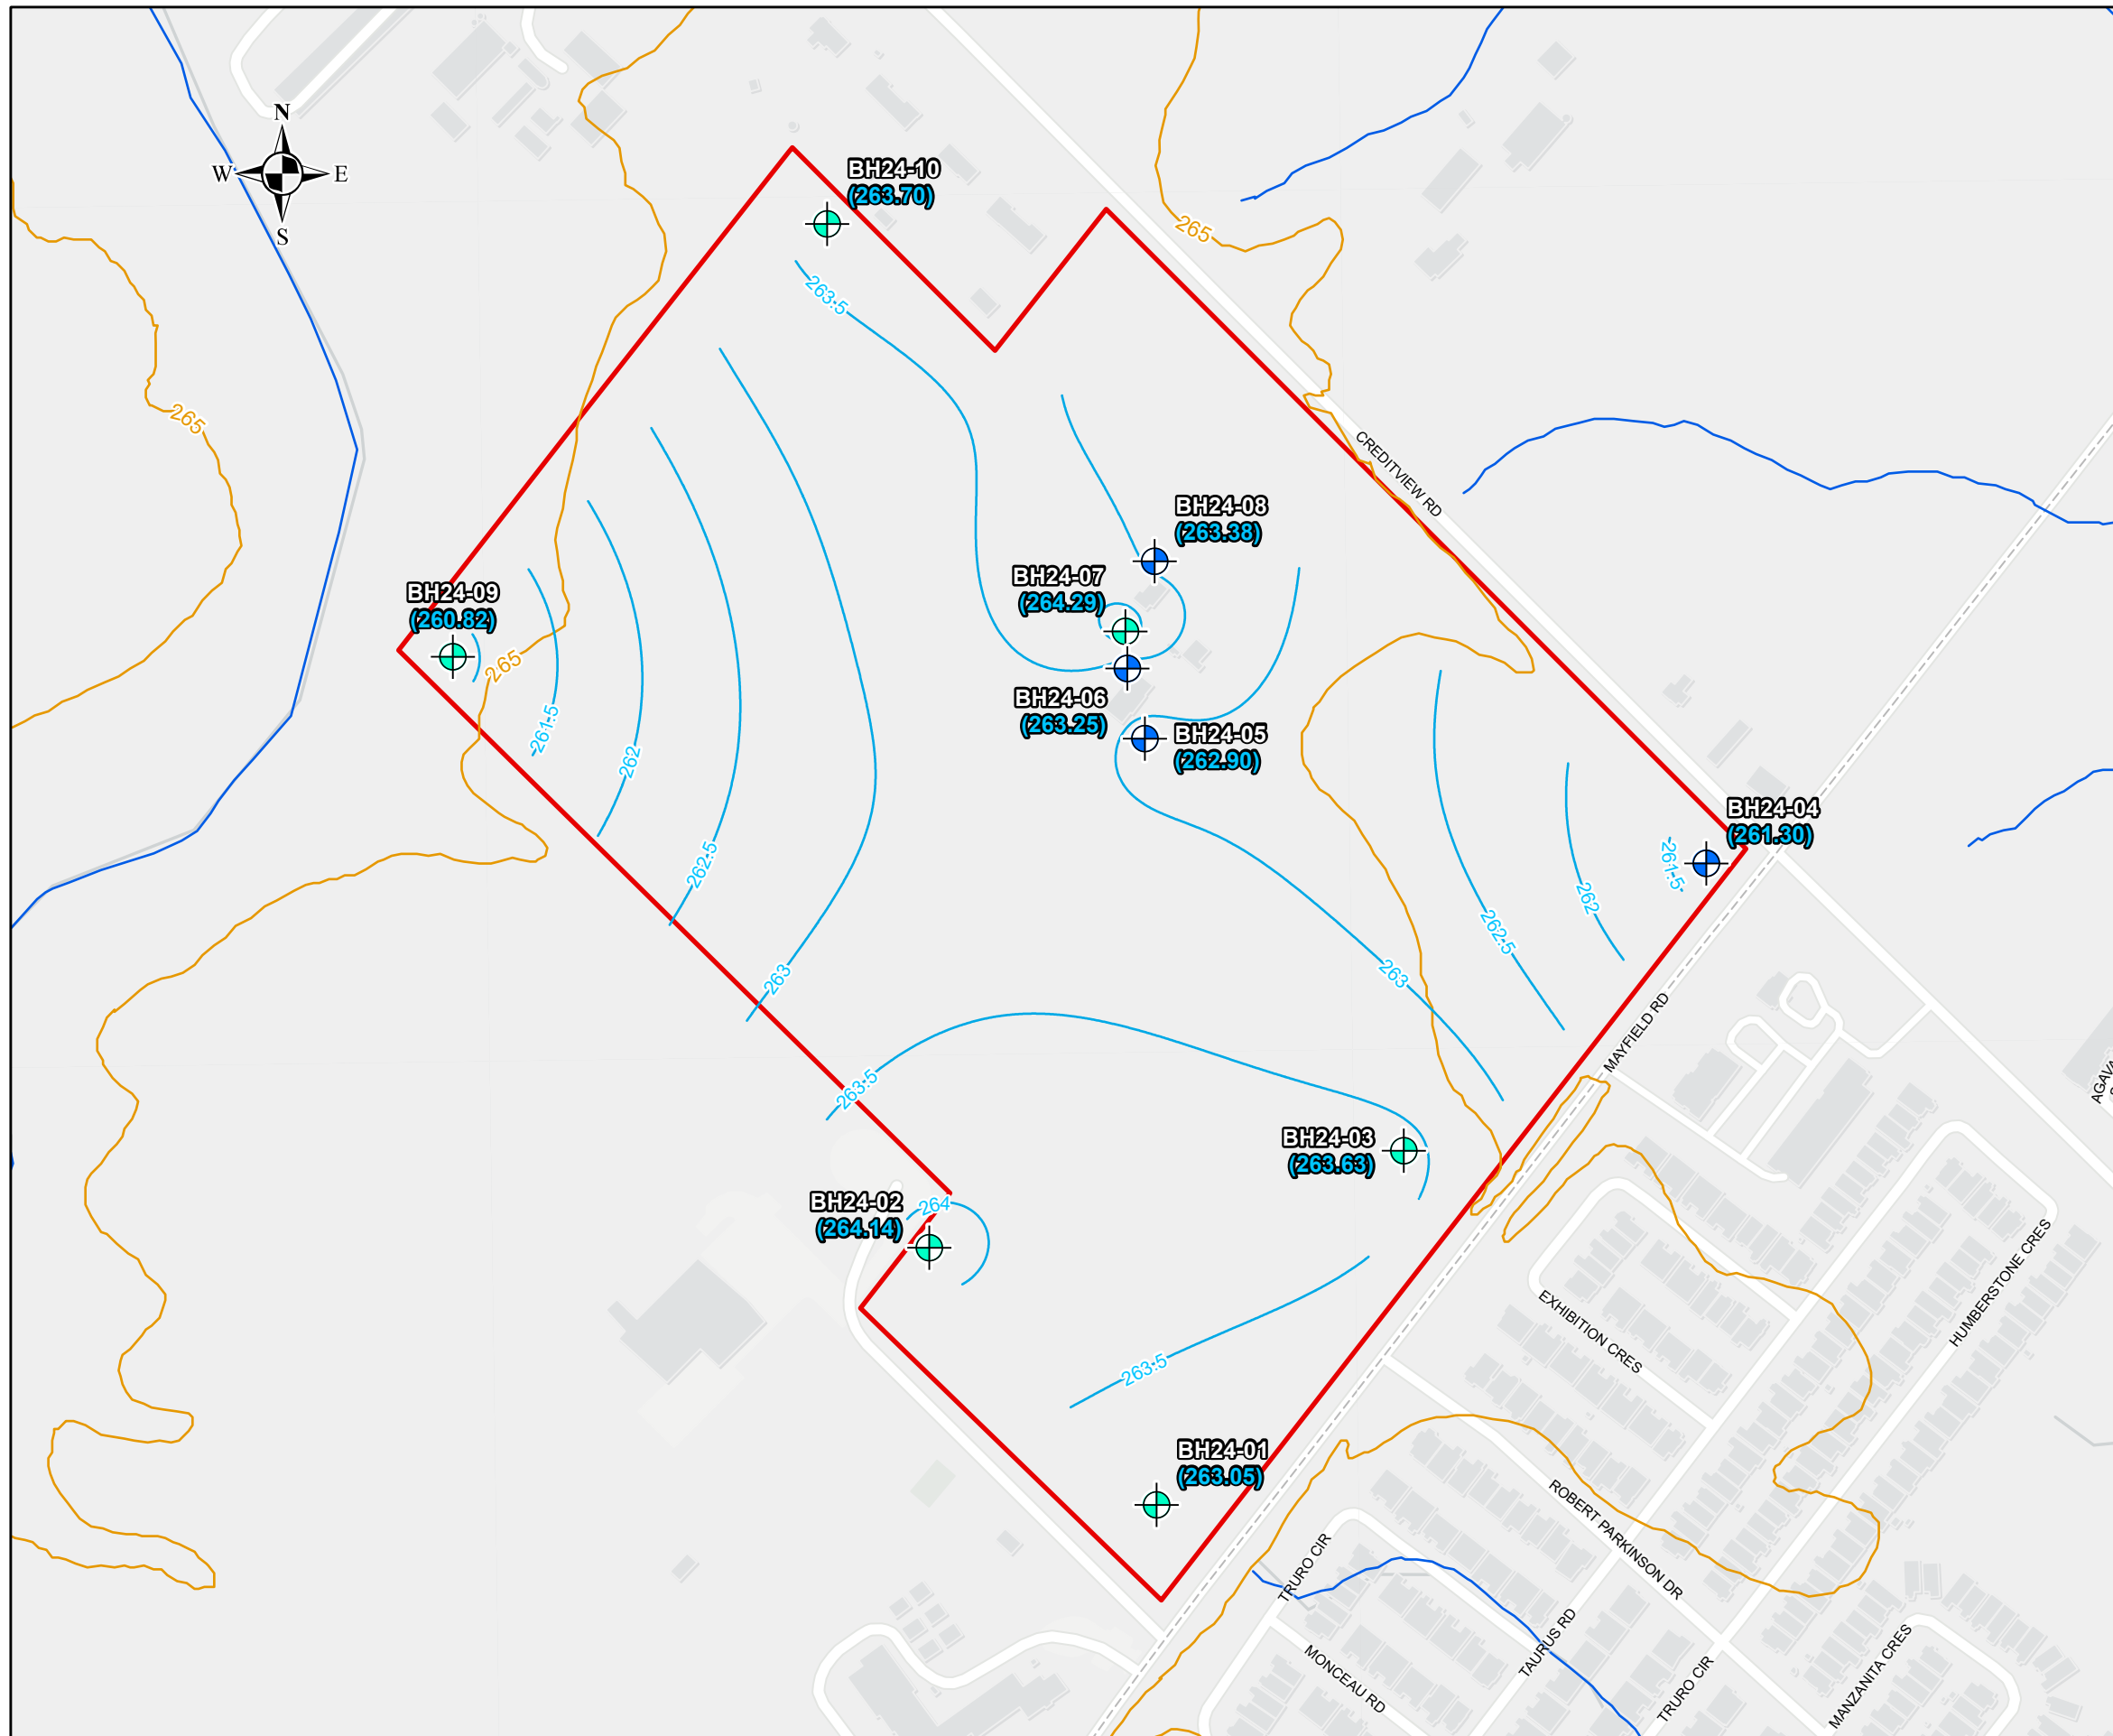 N
W
E
S
BH24-10
(263.70)
265
263.5
265
CREDITVIEW RD
BH24-08
(263.38)
BH24-07
(264.29)
BH24-09
(260.82)
265
BH24-06
(263.25)
BH24-05
(262.90)
261.5
262
262.5
BH24-04
(261.30)
261.5
262
262.5
263
263
263.5
MAYFIELD RD
BH24-03
(263.63)
BH24-02
(264.14)
264
HUMBERSTONE CRES
EXHIBITION CRES
263.5
BH24-01
(263.05)
ROBERT PARKINSON DR
TRURO CIR
TAURUS RD
MONCEAU RD
TRURO CIR
MANZANITA CRES